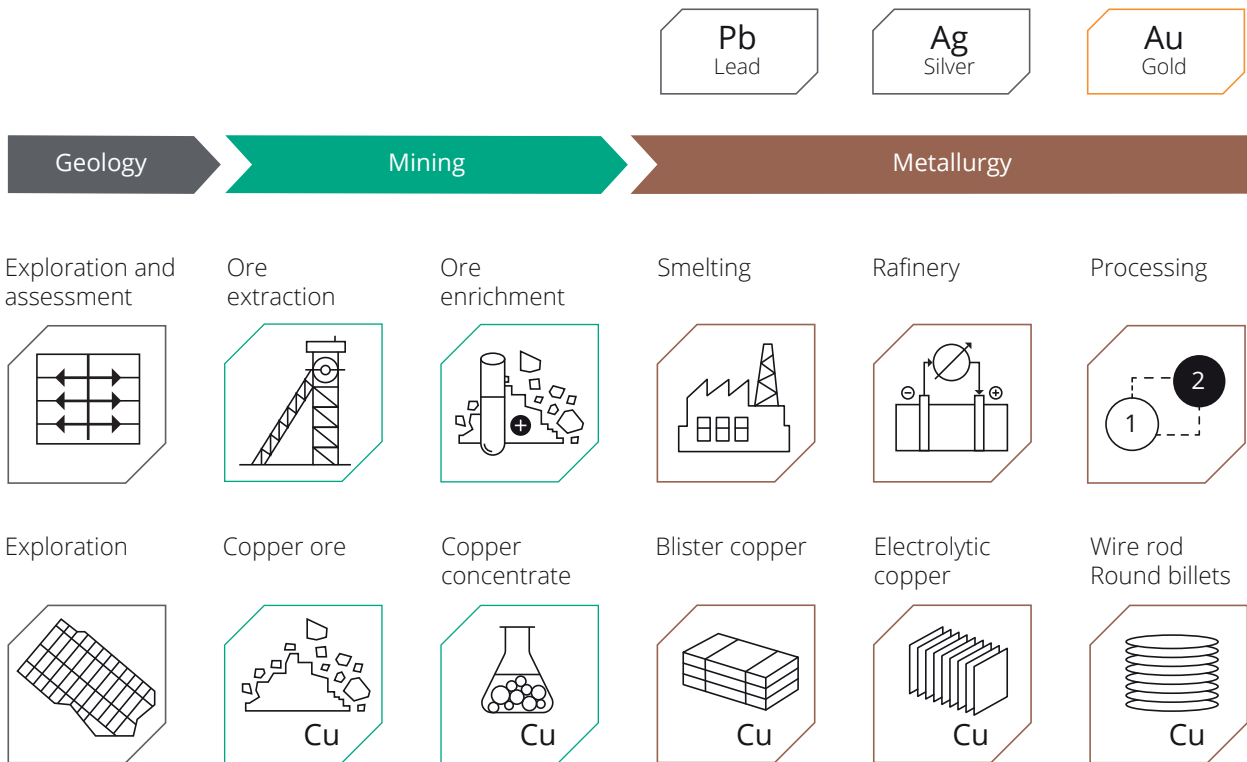 Pb
Lead
Ag
Silver
Au
Gold
Geology
Mining
Metallurgy
Exploration and
assessment
Ore
extraction
Ore
enrichment
Smelting
Rafinery
Processing
1
2
Exploration
Copper ore
Copper
concentrate
Blister copper
Electrolytic
copper
Wire rod
Round billets
Cu
Cu
Cu
Cu
Cu